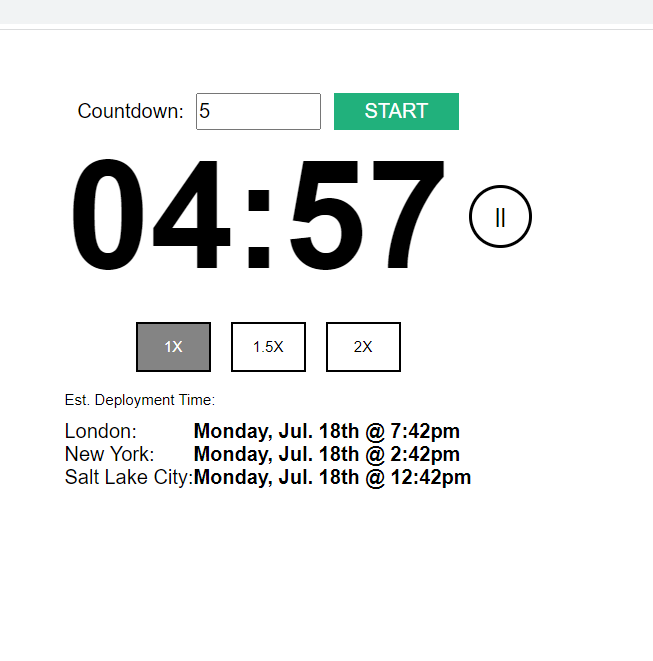 Countdown: 5 START
04:57 ||
1X 1.5X 2X
Est. Deployment Time:
London: Monday, Jul. 18th @ 7:42pm
New York: Monday, Jul. 18th @ 2:42pm
Salt Lake City:Monday, Jul. 18th @ 12:42pm